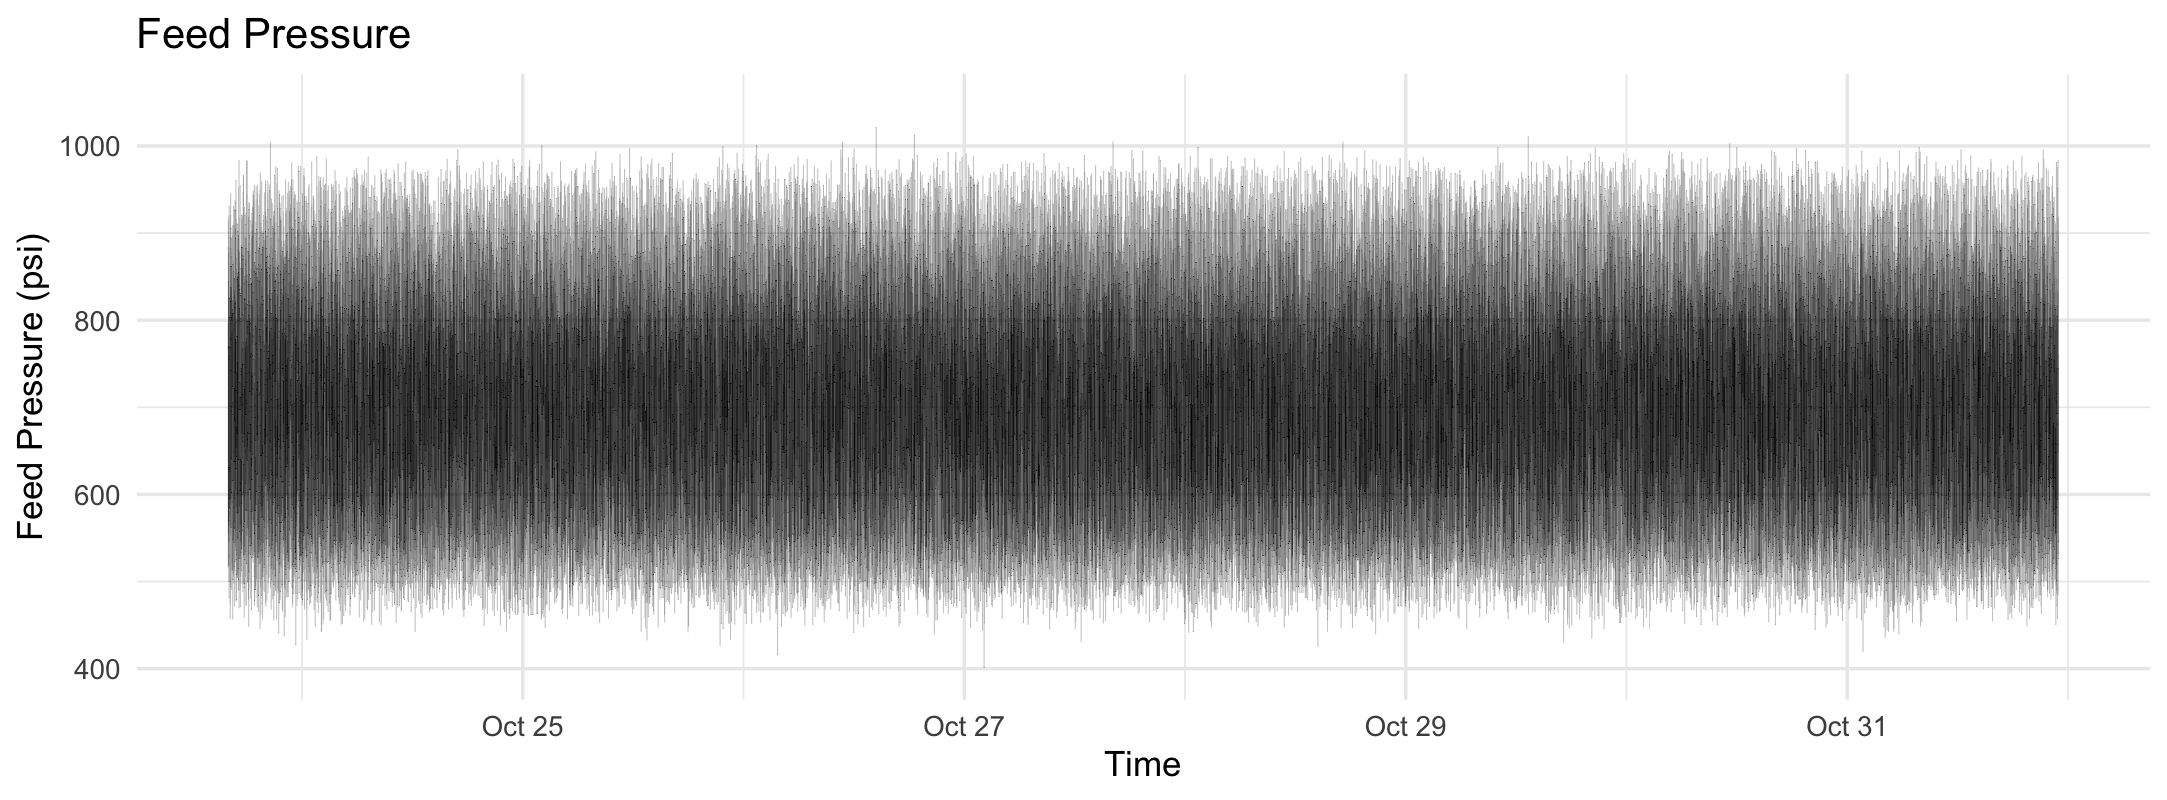 Feed Pressure
Feed Pressure (psi)
1000
800
600
400
Oct 25
Oct 27
Oct 29
Oct 31
Time